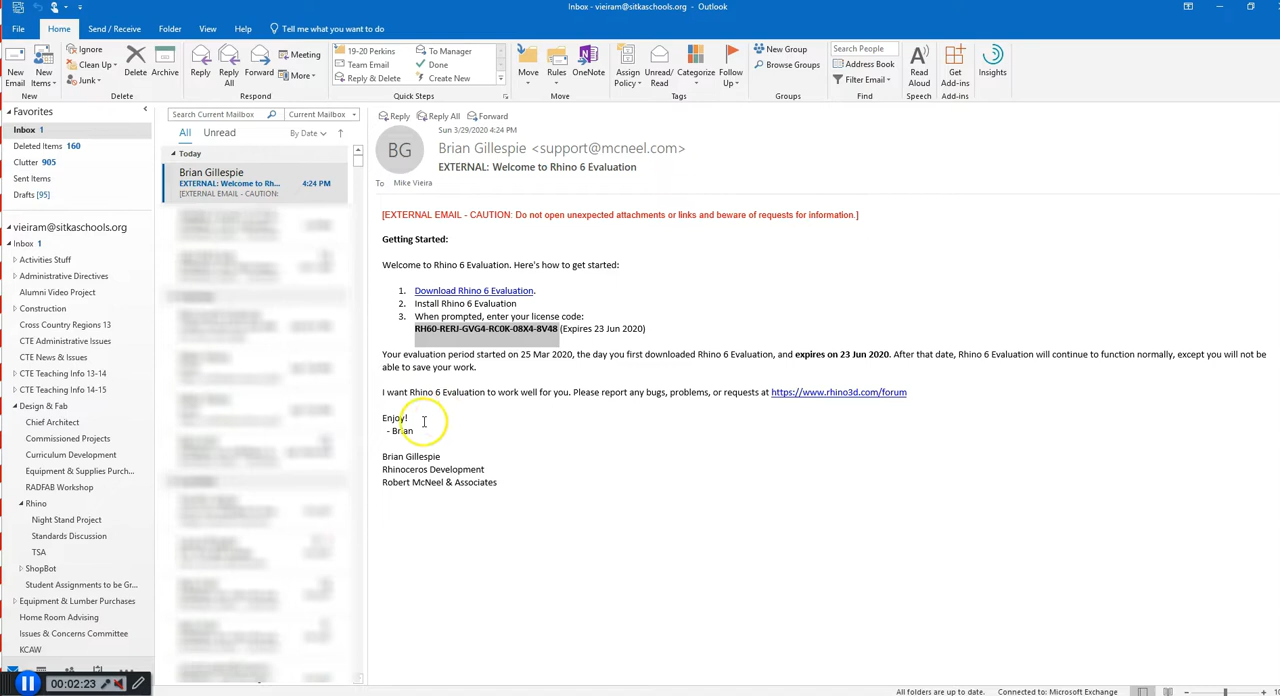 Inbox - vieiram@sitkaschools.org - Outlook
File Home Send / Receive Folder View Help Tell me what you want to do
New Email
New Items
Ignore
Clean Up
Junk
Delete
Archive
Reply
Reply All
Forward
Meeting
More
19-20 Perkins
Team Email
Reply & Delete
To Manager
Done
Create New
Move
Rules
OneNote
Assign Policy
Unread/ Read
Categorize
Follow Up
New Group
Browse Groups
Search People
Address Book
Filter Email
Read Aloud
Get Add-ins
Insights
New Delete Respond Quick Steps Move Tags Groups Find Speech Add-ins
Favorites
Inbox 1
Deleted Items 160
Clutter 905
Sent Items
Drafts [95]
vieiram@sitkaschools.org
Inbox 1
Activities Stuff
Administrative Directives
Alumni Video Project
Construction
Cross Country Regions 13
CTE Administrative Issues
CTE News & Issues
CTE Teaching Info 13-14
CTE Teaching Info 14-15
Design & Fab
Chief Architect
Commissioned Projects
Curriculum Development
Equipment & Supplies Purch...
RADFAB Workshop
Rhino
Night Stand Project
Standards Discussion
TSA
ShopBot
Student Assignments to be Gr...
Equipment & Lumber Purchases
Home Room Advising
Issues & Concerns Committee
KCAW
00:02:23
Search Current Mailbox Current Mailbox
All Unread By Date
Today
Brian Gillespie
EXTERNAL: Welcome to Rh... 4:24 PM
[EXTERNAL EMAIL - CAUTION:
Reply Reply All Forward
Sun 3/29/2020 4:24 PM
BG
Brian Gillespie <support@mcneel.com>
EXTERNAL: Welcome to Rhino 6 Evaluation
To Mike Vieira
[EXTERNAL EMAIL - CAUTION: Do not open unexpected attachments or links and beware of requests for information.]
Getting Started:
Welcome to Rhino 6 Evaluation. Here's how to get started:
1. Download Rhino 6 Evaluation.
2. Install Rhino 6 Evaluation
3. When prompted, enter your license code:
RH60-RERJ-GVG4-RC0K-08X4-8V48 (Expires 23 Jun 2020)
Your evaluation period started on 25 Mar 2020, the day you first downloaded Rhino 6 Evaluation, and expires on 23 Jun 2020. After that date, Rhino 6 Evaluation will continue to function normally, except you will not be
able to save your work.
I want Rhino 6 Evaluation to work well for you. Please report any bugs, problems, or requests at https://www.rhino3d.com/forum
Enjoy!
- Brian
Brian Gillespie
Rhinoceros Development
Robert McNeel & Associates
All folders are up to date. Connected to: Microsoft Exchange